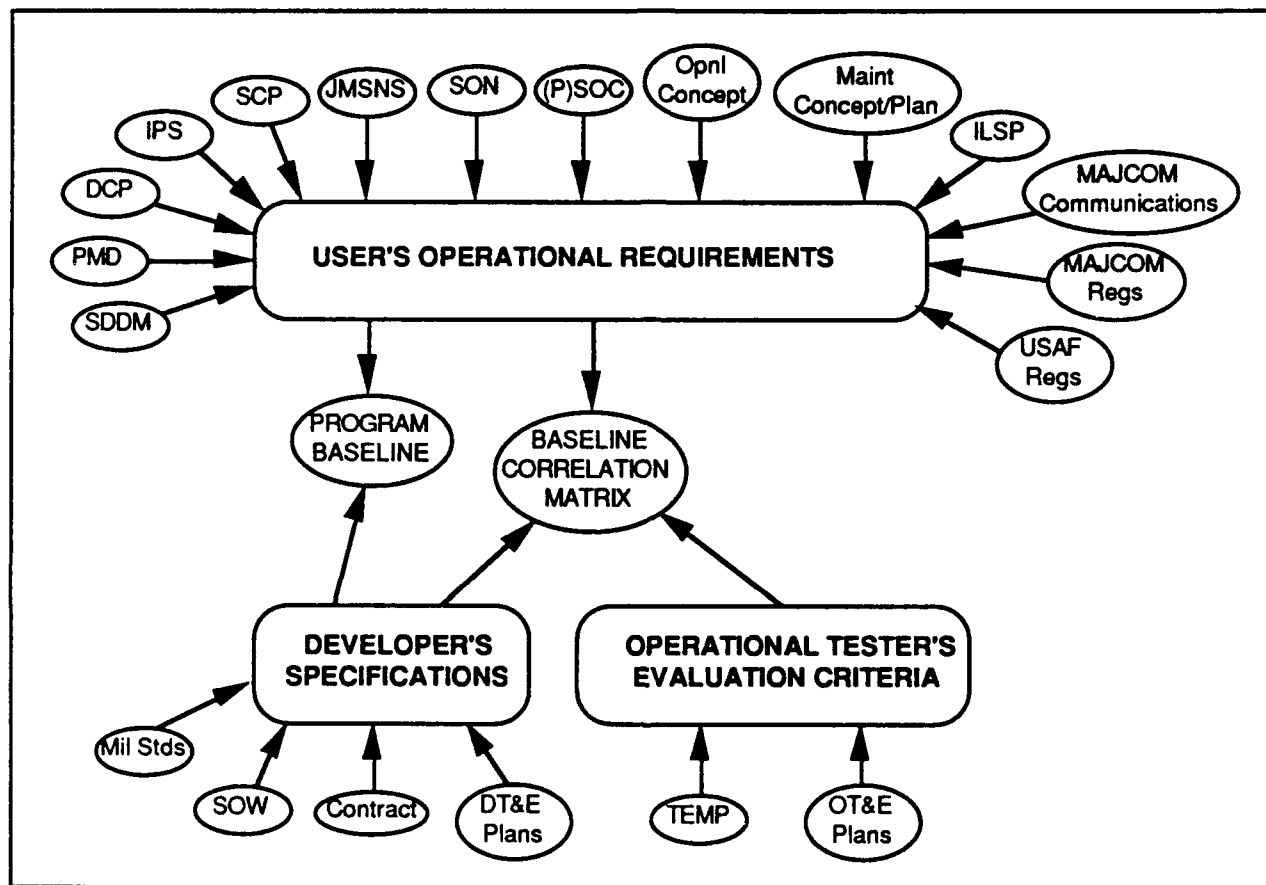 SCP
JMSNS
SON
(P)SOC
Opnl
Concept
Maint
Concept/Plan
IPS
ILSP
DCP
MAJCOM
Communications
PMD
USER'S OPERATIONAL REQUIREMENTS
MAJCOM
Regs
SDDM
USAF
Regs
PROGRAM
BASELINE
BASELINE
CORRELATION
MATRIX
DEVELOPER'S
SPECIFICATIONS
OPERATIONAL TESTER'S
EVALUATION CRITERIA
Mil Stds
SOW
Contract
DT&E
Plans
TEMP
OT&E
Plans